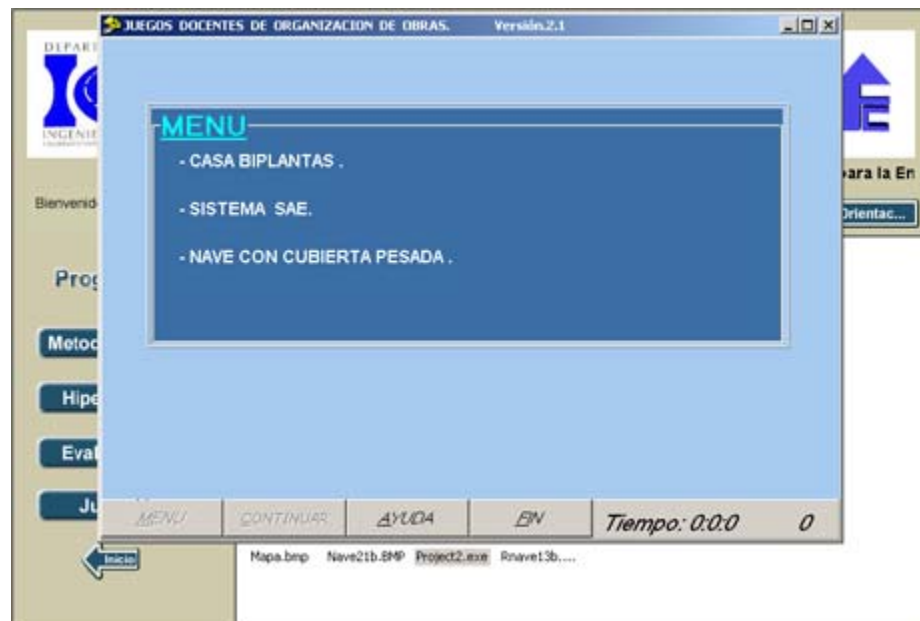 JUEGOS DOCENTES DE ORGANIZACION DE OBRAS. Versión.2.1
DEPART
INGENIE
MENU
- CASA BIPLANTAS .
- SISTEMA SAE.
- NAVE CON CUBIERTA PESADA .
ara la En
Bienvenid
Orientac...
Prog
Metod
Hipe
Eval
Ju
MENU
CONTINUAR
AYUDA
FIN
Tiempo: 0:0:0
0
Inicio
Mapa.bmp Nave21b.BMP Project2.exe Rnave13b....